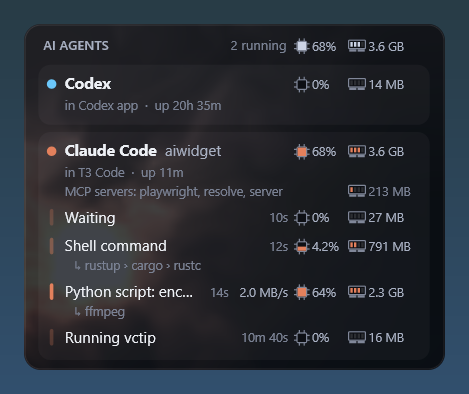 AI AGENTS 2 running 68% 3.6 GB
Codex 0% 14 MB
in Codex app · up 20h 35m
Claude Code aiwidget 68% 3.6 GB
in T3 Code · up 11m
MCP servers: playwright, resolve, server 213 MB
Waiting 10s 0% 27 MB
Shell command 12s 4.2% 791 MB
↳ rustup › cargo › rustc
Python script: enc... 14s 2.0 MB/s 64% 2.3 GB
↳ ffmpeg
Running vctip 10m 40s 0% 16 MB